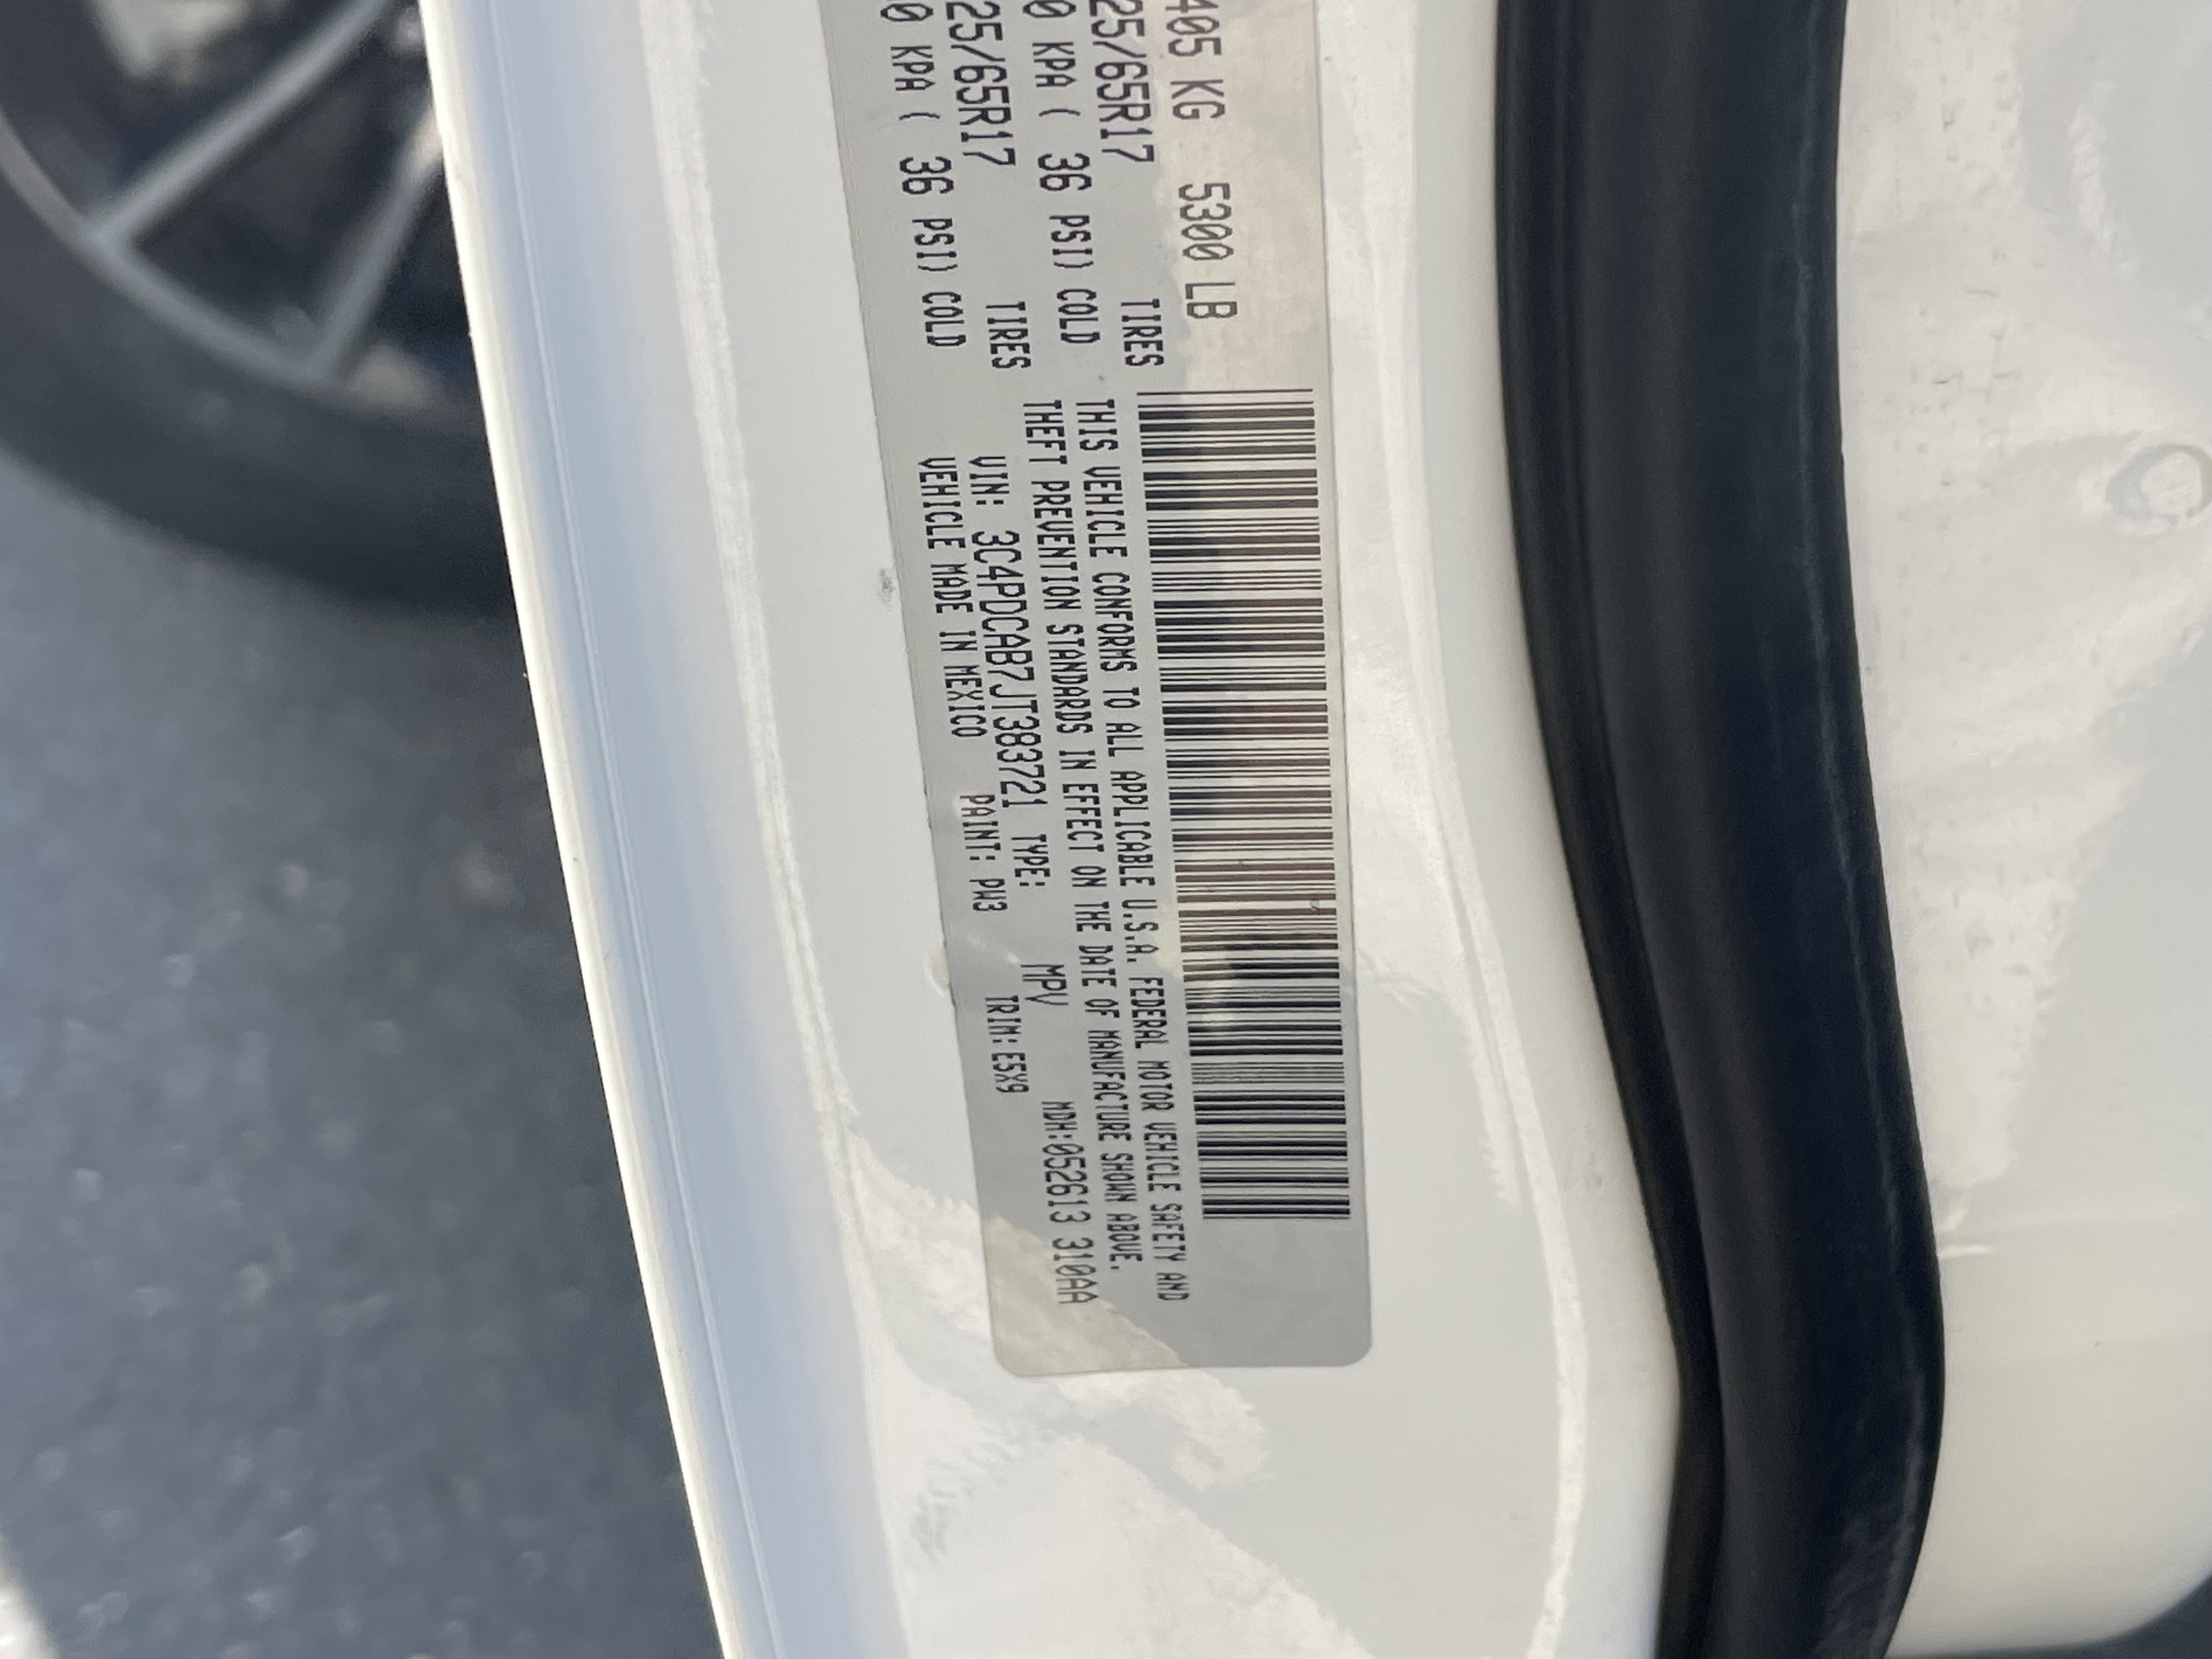 405 KG 5300 LB
25/65R17 TIRES
0 KPA ( 36 PSI) COLD
25/65R17 TIRES
0 KPA ( 36 PSI) COLD
THIS VEHICLE CONFORMS TO ALL APPLICABLE U.S.A. FEDERAL MOTOR VEHICLE SAFETY AND
THEFT PREVENTION STANDARDS IN EFFECT ON THE DATE OF MANUFACTURE SHOWN ABOVE.
VIN: 3C4PDCAB7JT383721 TYPE: MPV MDH:052613 310AA
VEHICLE MADE IN MEXICO PAINT: PW3 TRIM: E5X9